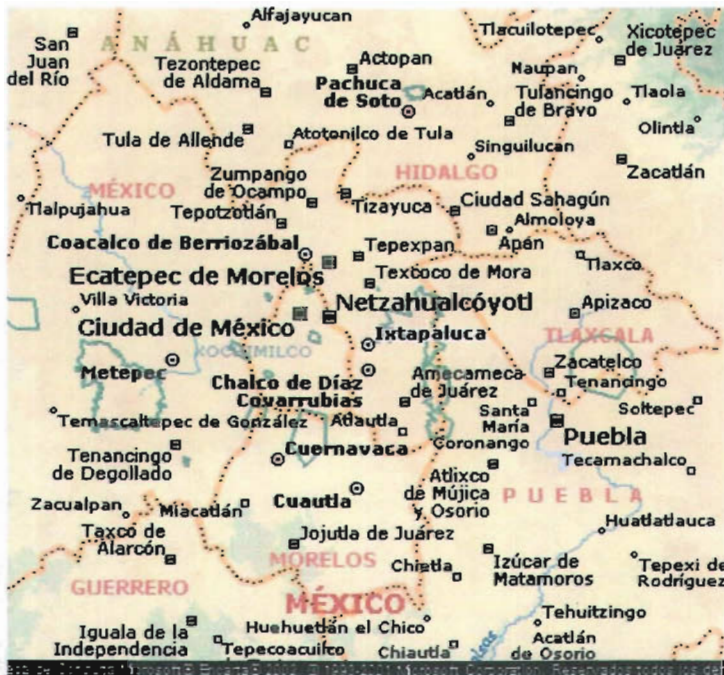 Alfajayucan
Tlacuilotepec
Xicotepec
de Juárez
San
Juan
del Río
ANÁHUAC
Actopan
Tezontepec
de Aldama
Naupan
Pachuca
de Soto
Acatlán
Tulancingo
de Bravo
Tlaola
Olintla
Tula de Allende
Atotonilco de Tula
Singuilucan
Zacatlán
HIDALGO
Zumpango
de Ocampo
MÉXICO
Tlalpujahua
Tizayuca
Ciudad Sahagún
Tepotzotlán
Almoloya
Apán
Coacalco de Berriozábal
Tepexpan
Tlaxco
Ecatepec de Morelos
Textoco de Mora
Villa Victoria
Netzahualcóyotl
Apizaco
Ciudad de México
Ixtapaluca
TLAXCALA
XOCHIMILCO
Metepec
Zacatelco
Chalco de Díaz
Covarrubias
Amecameca
de Juárez
Tenancingo
Santa
María
Coronango
Soltepec
Temascaltepec de González
Atlautla
Puebla
Cuernavaca
Tenancingo
de Degollado
Tecamachalco
Atlixco
de Mújica
y Osorio
Cuautla
PUEBLA
Zacualpan
Miacatlán
Huatlatlauca
Taxco de
Alarcón
Jojutla de Juárez
MORELOS
Chietla
Izúcar de
Matamoros
Tepexi de
Rodríguez
GUERRERO
MÉXICO
Iguala de la
Independencia
Huehuetlán el Chico
Tehuitzingo
Tepecoacuilco
Chiautla
Acatlán
de Osorio